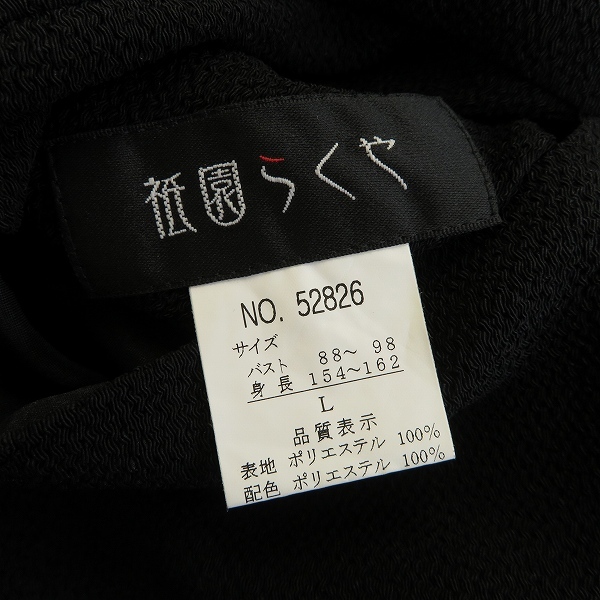 祗園らくや
NO. 52826
サイズ
バスト 88～ 98
身長 154～162
L
品質表示
表地 ポリエステル 100%
配色 ポリエステル 100%